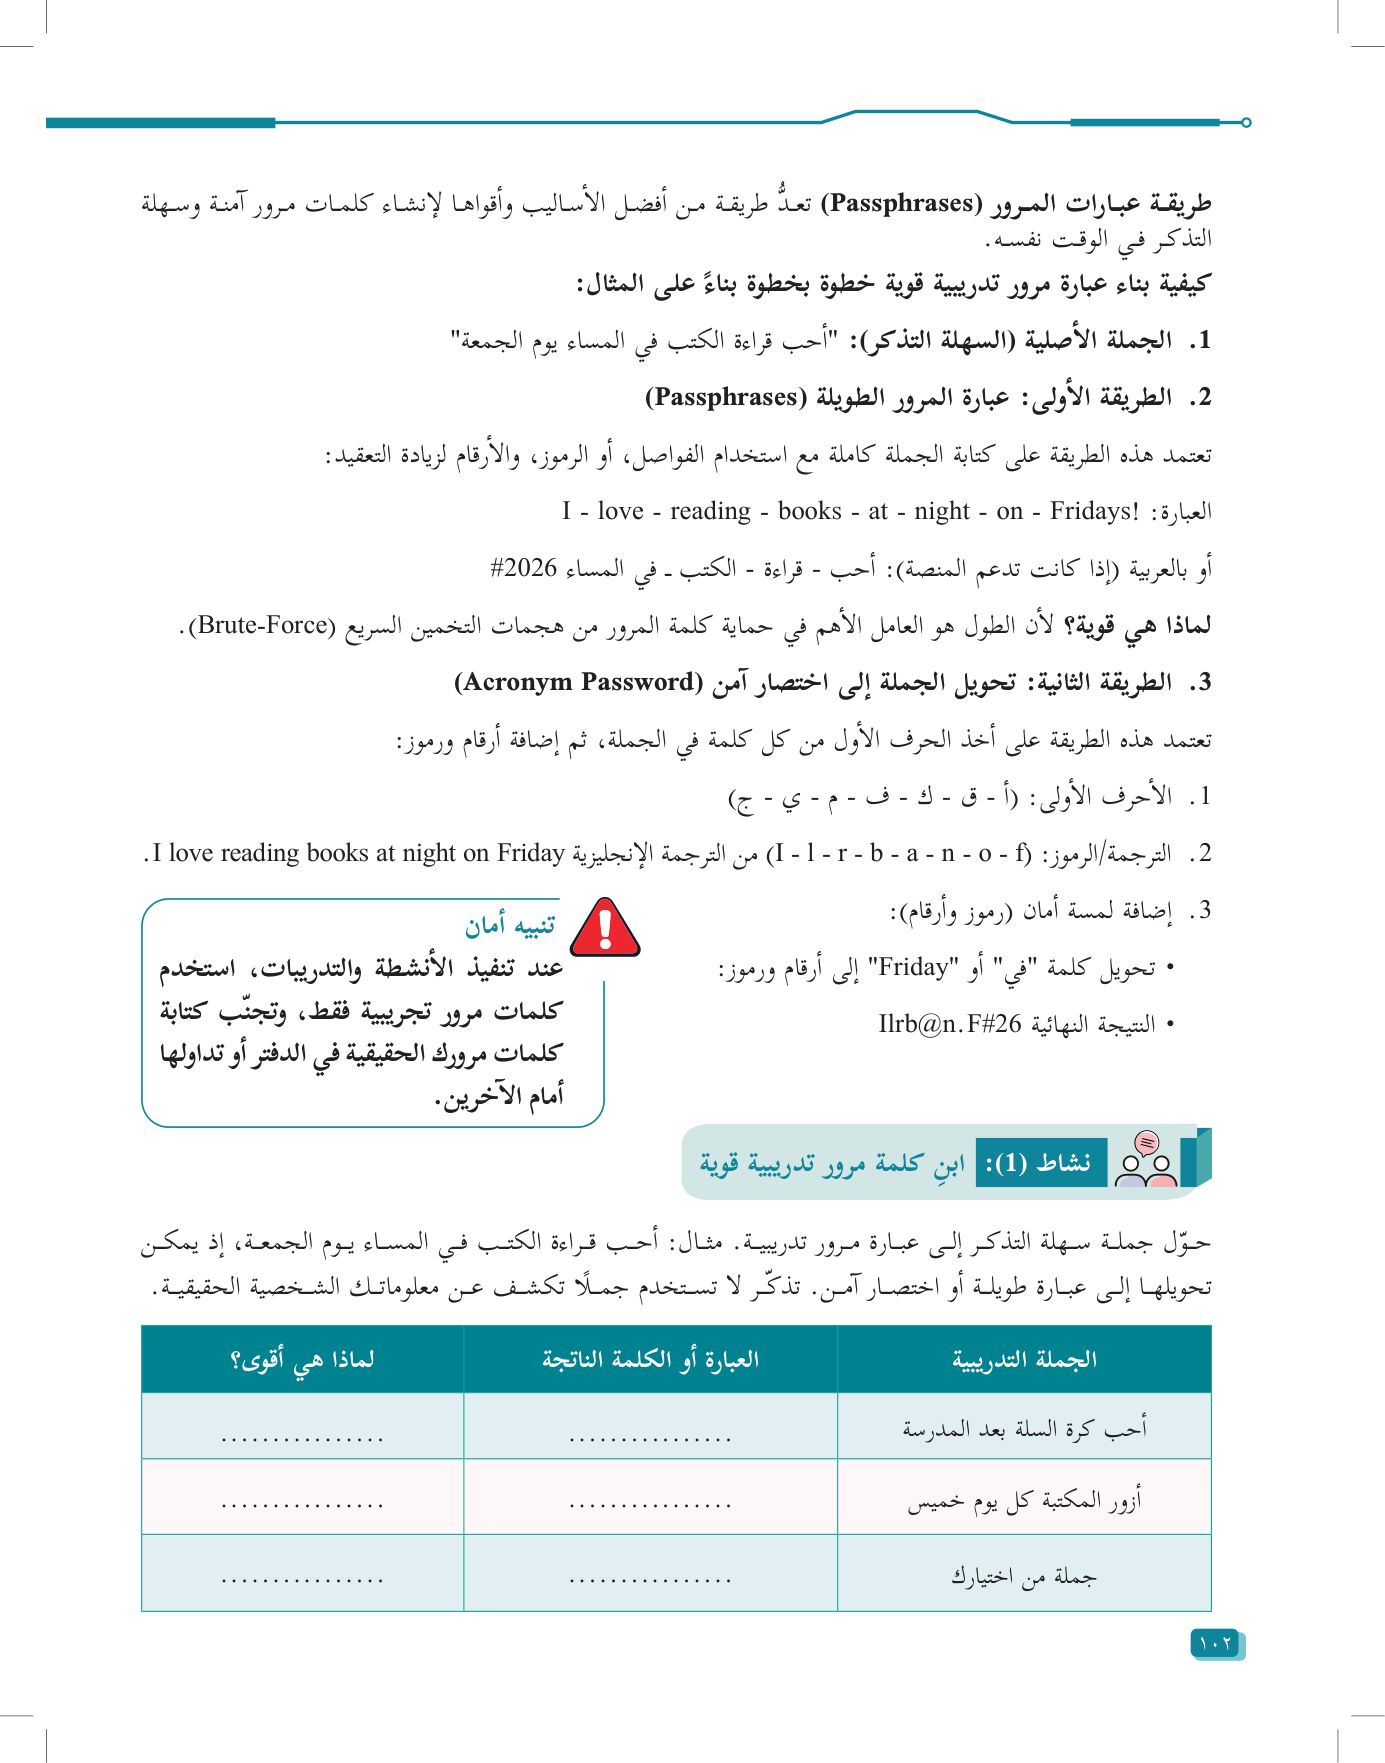 طريقة عبارات المرور (Passphrases) تعدُّ طريقة من أفضل الأساليب وأقواها لإنشاء كلمات مرور آمنة وسهلة
التذكر في الوقت نفسه.
كيفية بناء عبارة مرور تدريبية قوية خطوة بخطوة بناءً على المثال:
1. الجملة الأصلية (السهلة التذكر): "أحب قراءة الكتب في المساء يوم الجمعة"
2. الطريقة الأولى: عبارة المرور الطويلة (Passphrases)
تعتمد هذه الطريقة على كتابة الجملة كاملة مع استخدام الفواصل، أو الرموز، والأرقام لزيادة التعقيد:
العبارة: I - love - reading - books - at - night - on - Fridays!
أو بالعربية (إذا كانت تدعم المنصة): أحب - قراءة - الكتب - في المساء 2026#
لماذا هي قوية؟ لأن الطول هو العامل الأهم في حماية كلمة المرور من هجمات التخمين السريع (Brute-Force).
3. الطريقة الثانية: تحويل الجملة إلى اختصار آمن (Acronym Password)
تعتمد هذه الطريقة على أخذ الحرف الأول من كل كلمة في الجملة، ثم إضافة أرقام ورموز:
1. الأحرف الأولى: (أ - ق - ك - ف - م - ي - ج)
2. الترجمة/الرموز: (I - l - r - b - a - n - o - f) من الترجمة الإنجليزية I love reading books at night on Friday.
3. إضافة لمسة أمان (رموز وأرقام):
• تحويل كلمة "في" أو "Friday" إلى أرقام ورموز:
• النتيجة النهائية Ilrb@n.F#26
تنبيه أمان
عند تنفيذ الأنشطة والتدريبات، استخدم
كلمات مرور تجريبية فقط، وتجنّب كتابة
كلمات مرورك الحقيقية في الدفتر أو تداولها
أمام الآخرين.
نشاط (1): ابنِ كلمة مرور تدريبية قوية
حوّل جملة سهلة التذكر إلى عبارة مرور تدريبية. مثال: أحب قراءة الكتب في المساء يوم الجمعة، إذ يمكن
تحويلها إلى عبارة طويلة أو اختصار آمن. تذكّر لا تستخدم جملًا تكشف عن معلوماتك الشخصية الحقيقية.
الجملة التدريبية العبارة أو الكلمة الناتجة لماذا هي أقوى؟
أحب كرة السلة بعد المدرسة ................ ................
أزور المكتبة كل يوم خميس ................ ................
جملة من اختيارك ................ ................
١٠٢